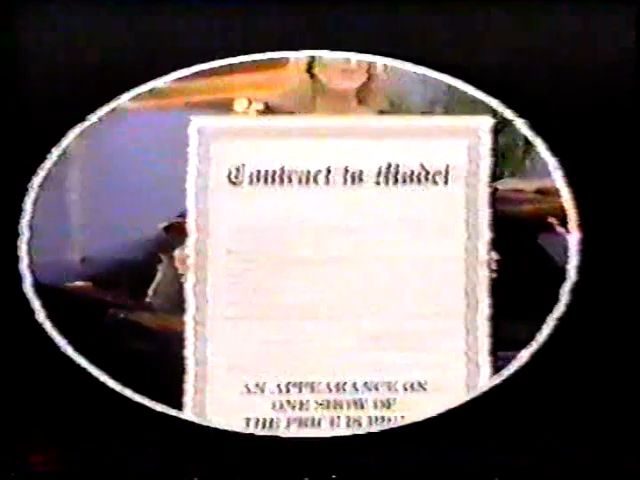 Contract to Model
AN APPEARANCE ON
ONE SHOW OF
THE PRICE IS